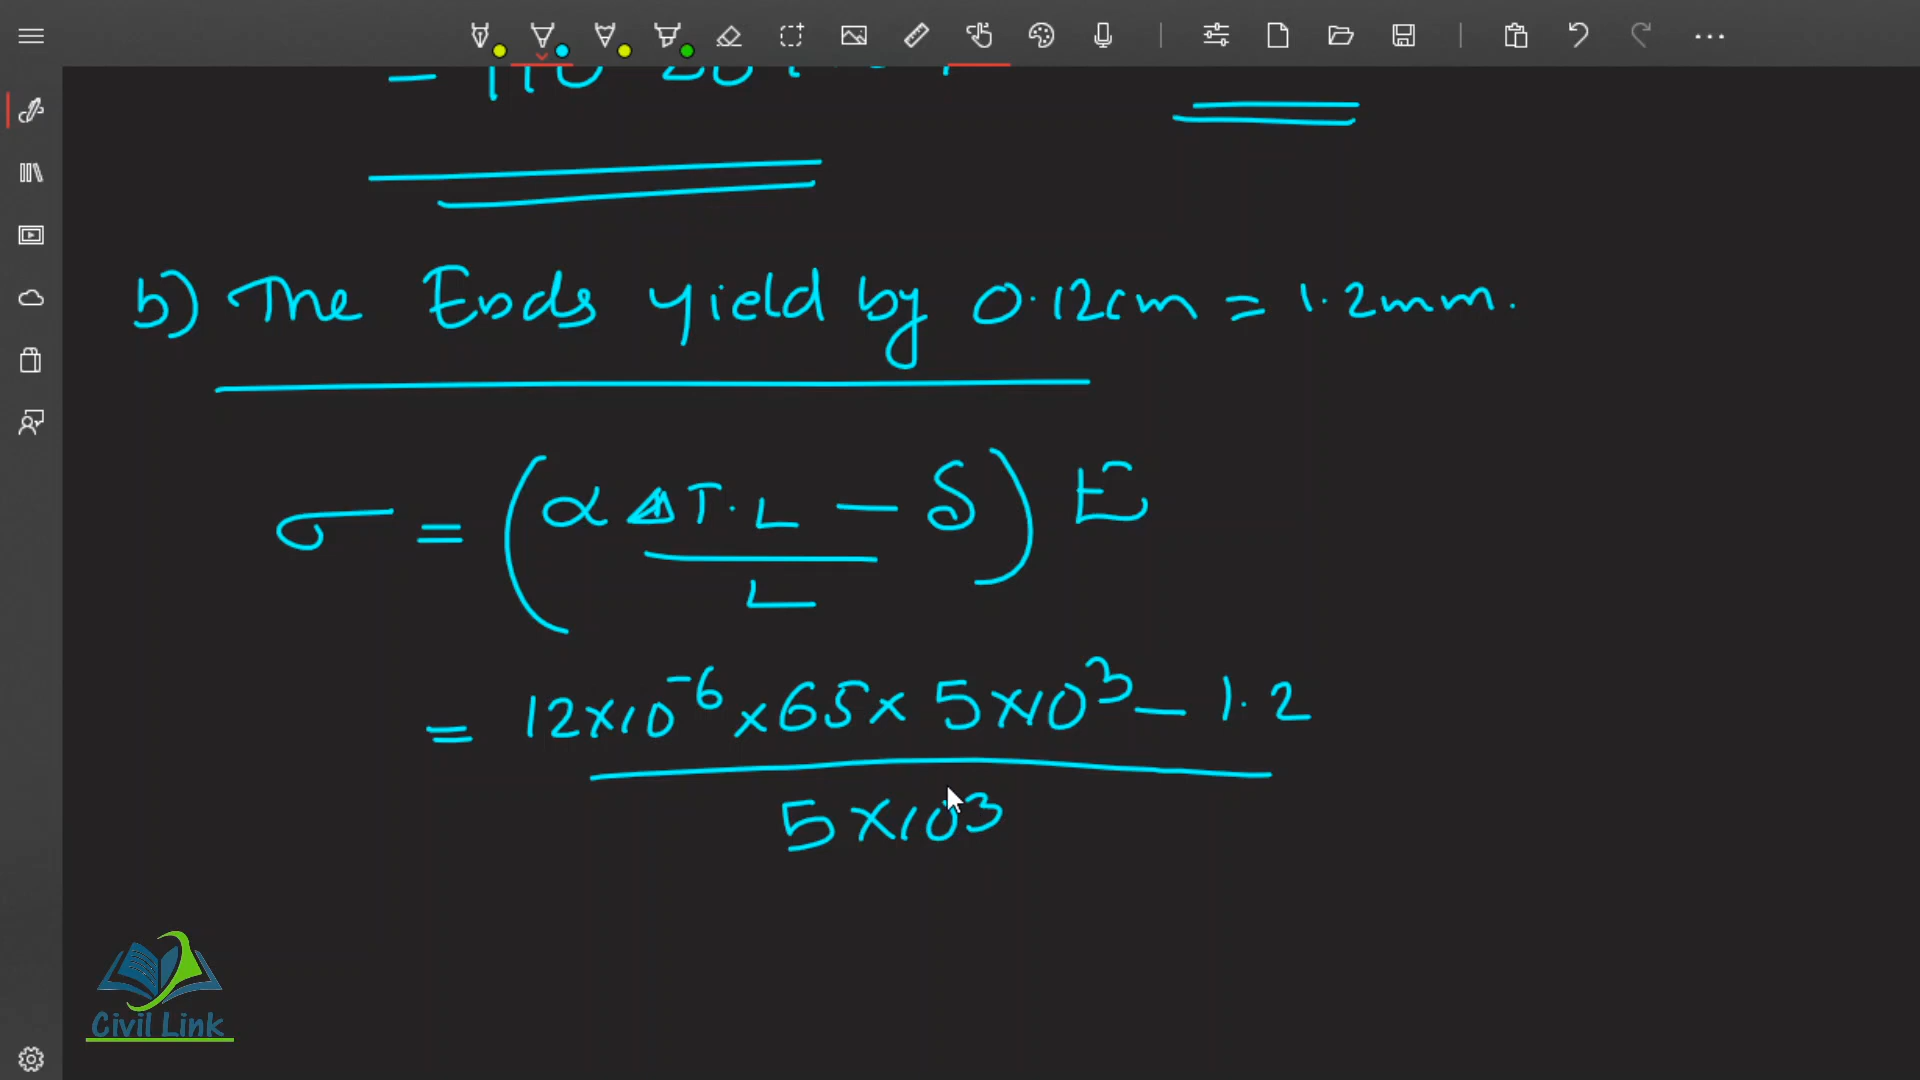 b) The Ends yield by 0.12cm = 1.2mm.
σ = (αΔT.L — δ) E
L
= 12×10⁻⁶×65×5×10³ — 1.2
5×10³
Civil Link